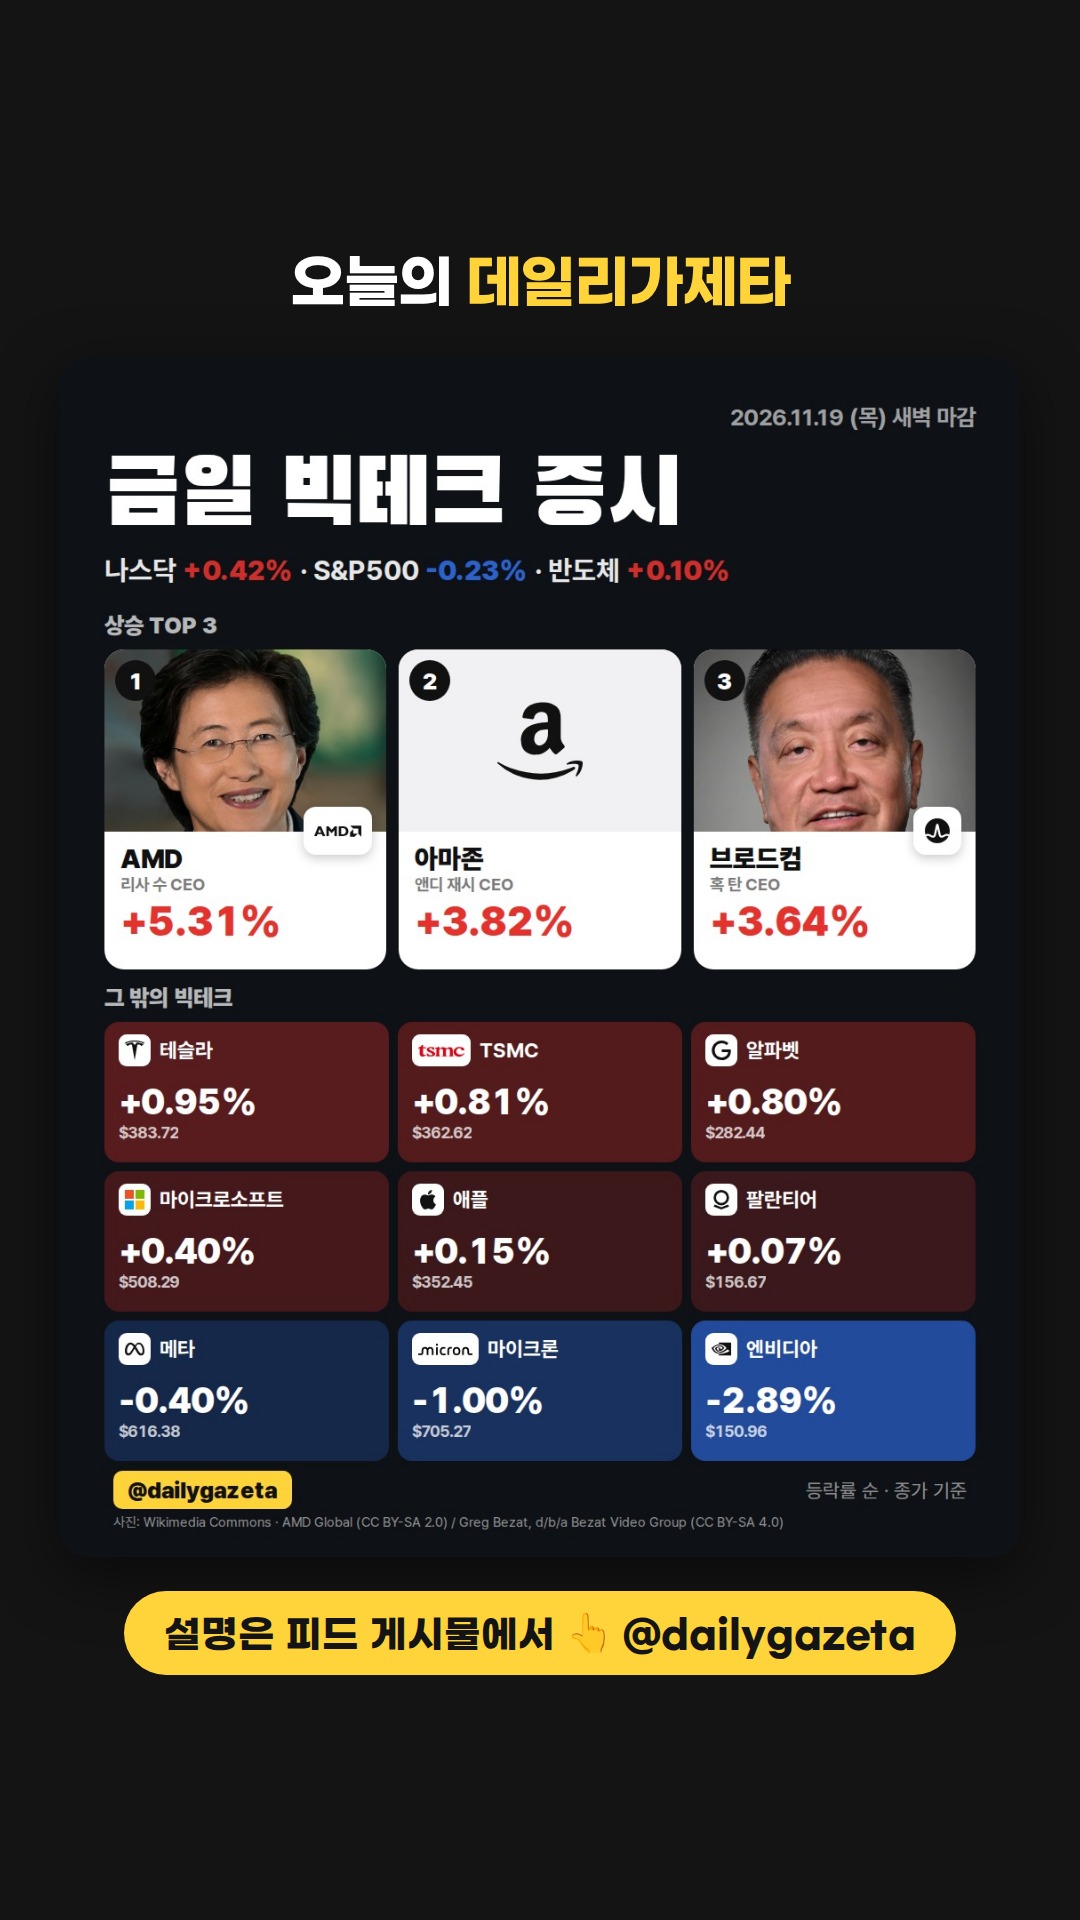 오늘의 데일리가제타
2026.11.19 (목) 새벽 마감
금일 빅테크 증시
나스닥 +0.42% · S&P500 -0.23% · 반도체 +0.10%
상승 TOP 3
1
AMD
AMD
리사 수 CEO
+5.31%
2
a
아마존
앤디 재시 CEO
+3.82%
3
브로드컴
혹 탄 CEO
+3.64%
그 밖의 빅테크
테슬라
+0.95%
$383.72
tsmc TSMC
+0.81%
$362.62
G 알파벳
+0.80%
$282.44
마이크로소프트
+0.40%
$508.29
애플
+0.15%
$352.45
팔란티어
+0.07%
$156.67
메타
-0.40%
$616.38
micron 마이크론
-1.00%
$705.27
엔비디아
-2.89%
$150.96
@dailygazeta
등락률 순 · 종가 기준
사진: Wikimedia Commons · AMD Global (CC BY-SA 2.0) / Greg Bezat, d/b/a Bezat Video Group (CC BY-SA 4.0)
설명은 피드 게시물에서 👆 @dailygazeta